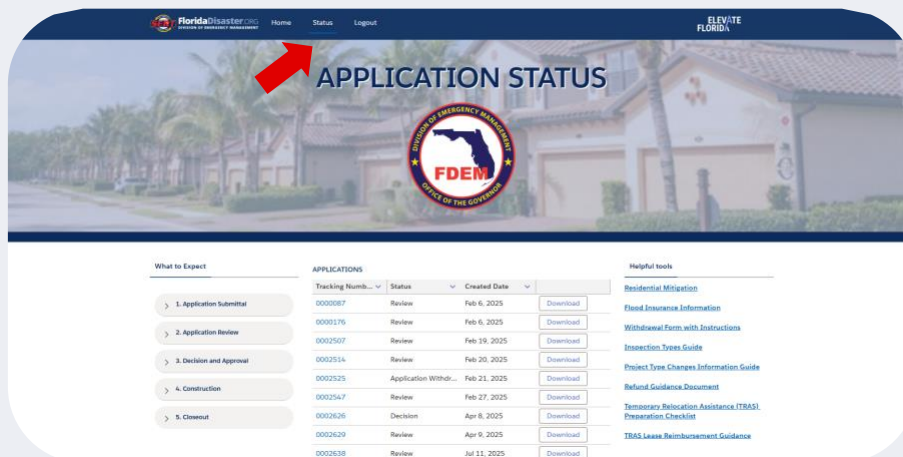 FloridaDisaster.ORG
DIVISION OF EMERGENCY MANAGEMENT
Home Status Logout
ELEVATE
FLORIDA
APPLICATION STATUS
DIVISION OF EMERGENCY MANAGEMENT
FDEM
OFFICE OF THE GOVERNOR
What to Expect
1. Application Submittal
2. Application Review
3. Decision and Approval
4. Construction
5. Closeout
APPLICATIONS
Tracking Numb... Status Created Date
0000087 Review Feb 6, 2025 Download
0000176 Review Feb 6, 2025 Download
0002507 Review Feb 19, 2025 Download
0002514 Review Feb 20, 2025 Download
0002525 Application Withdr... Feb 21, 2025 Download
0002547 Review Feb 27, 2025 Download
0002626 Decision Apr 8, 2025 Download
0002629 Review Apr 9, 2025 Download
0002638 Review Jul 11, 2025 Download
Helpful tools
Residential Mitigation
Flood Insurance Information
Withdrawal Form with Instructions
Inspection Types Guide
Project Type Changes Information Guide
Refund Guidance Document
Temporary Relocation Assistance (TRAS)
Preparation Checklist
TRAS Lease Reimbursement Guidance